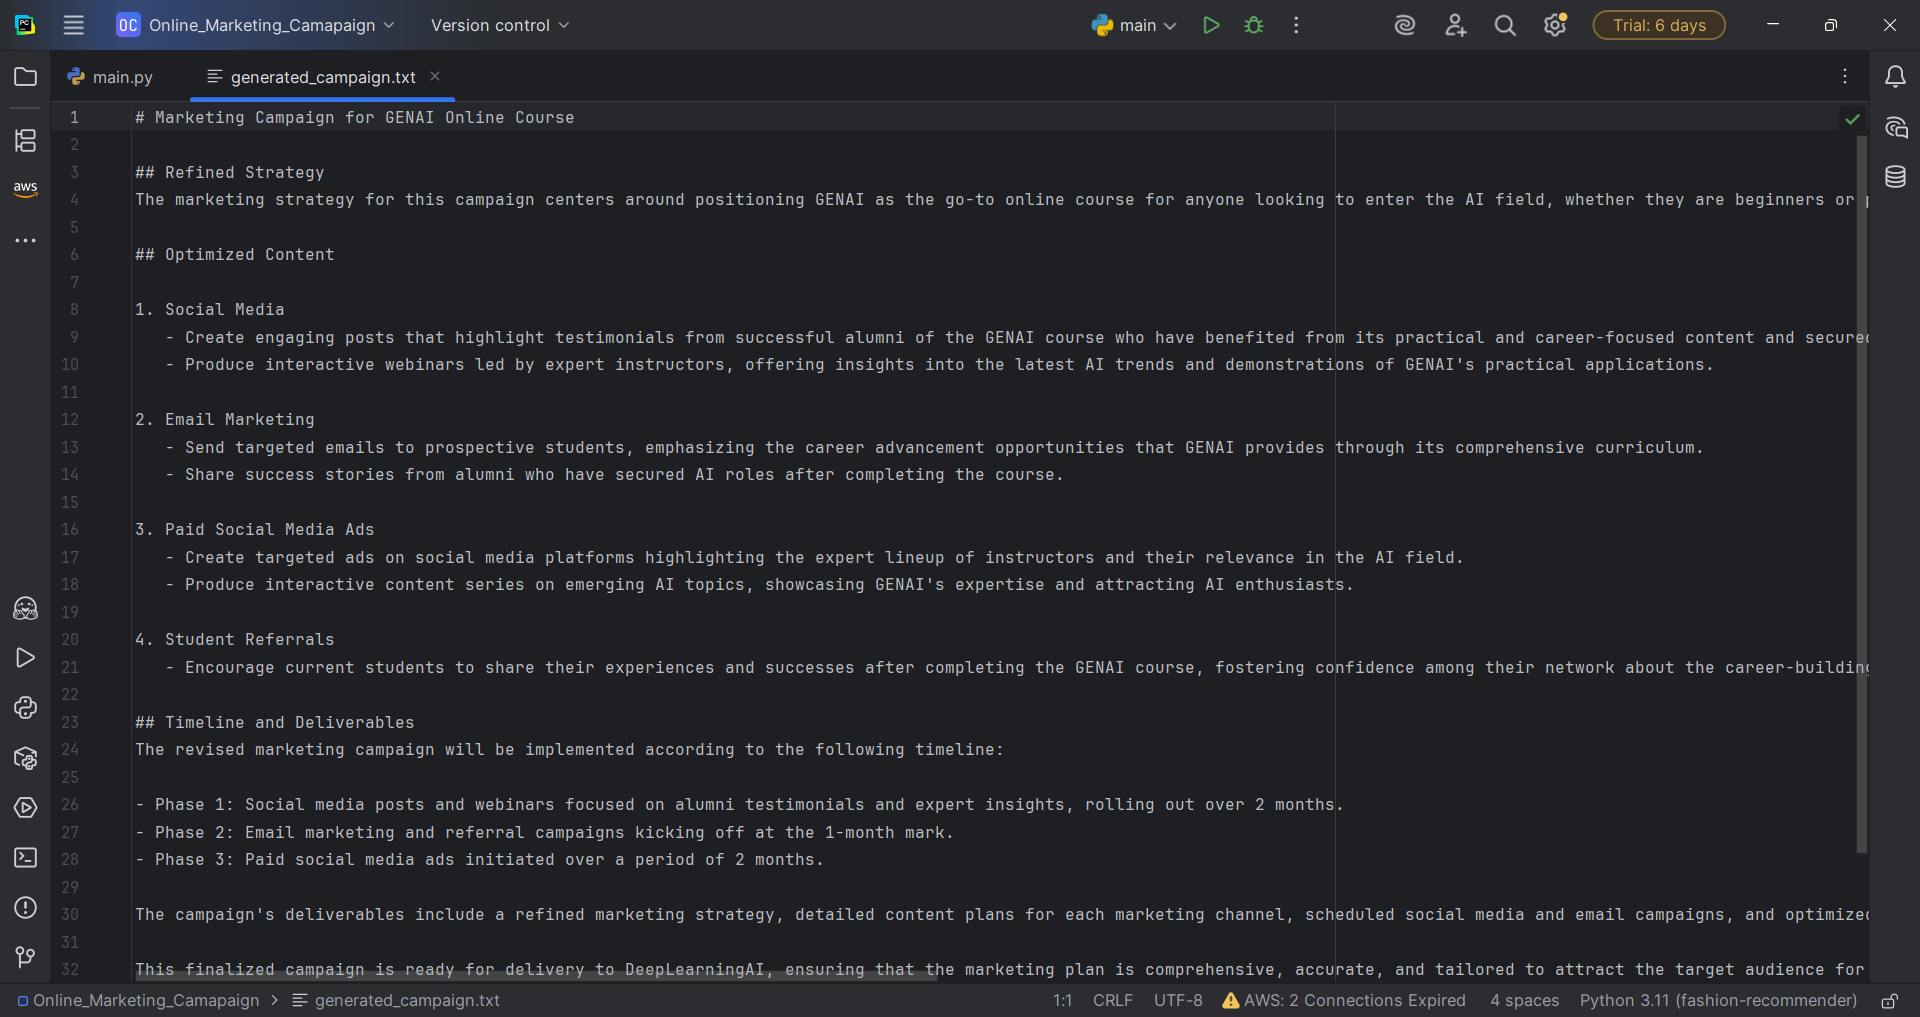 OC Online_Marketing_Camapaign Version control main Trial: 6 days
main.py generated_campaign.txt
aws
1 # Marketing Campaign for GENAI Online Course
2
3 ## Refined Strategy
4 The marketing strategy for this campaign centers around positioning GENAI as the go-to online course for anyone looking to enter the AI field, whether they are beginners or
5
6 ## Optimized Content
7
8 1. Social Media
9 - Create engaging posts that highlight testimonials from successful alumni of the GENAI course who have benefited from its practical and career-focused content and secured
10 - Produce interactive webinars led by expert instructors, offering insights into the latest AI trends and demonstrations of GENAI's practical applications.
11
12 2. Email Marketing
13 - Send targeted emails to prospective students, emphasizing the career advancement opportunities that GENAI provides through its comprehensive curriculum.
14 - Share success stories from alumni who have secured AI roles after completing the course.
15
16 3. Paid Social Media Ads
17 - Create targeted ads on social media platforms highlighting the expert lineup of instructors and their relevance in the AI field.
18 - Produce interactive content series on emerging AI topics, showcasing GENAI's expertise and attracting AI enthusiasts.
19
20 4. Student Referrals
21 - Encourage current students to share their experiences and successes after completing the GENAI course, fostering confidence among their network about the career-building
22
23 ## Timeline and Deliverables
24 The revised marketing campaign will be implemented according to the following timeline:
25
26 - Phase 1: Social media posts and webinars focused on alumni testimonials and expert insights, rolling out over 2 months.
27 - Phase 2: Email marketing and referral campaigns kicking off at the 1-month mark.
28 - Phase 3: Paid social media ads initiated over a period of 2 months.
29
30 The campaign's deliverables include a refined marketing strategy, detailed content plans for each marketing channel, scheduled social media and email campaigns, and optimized
31
32 This finalized campaign is ready for delivery to DeepLearningAI, ensuring that the marketing plan is comprehensive, accurate, and tailored to attract the target audience for
Online_Marketing_Camapaign > generated_campaign.txt 1:1 CRLF UTF-8 AWS: 2 Connections Expired 4 spaces Python 3.11 (fashion-recommender)